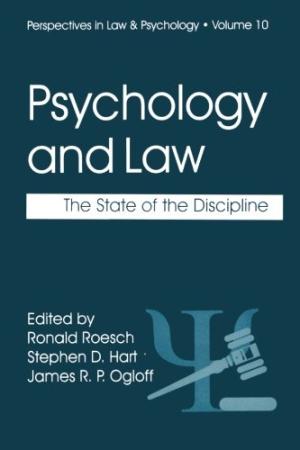 Perspectives in Law & Psychology • Volume 10
Psychology
and Law
The State of the Discipline
Edited by
Ronald Roesch
Stephen D. Hart
James R. P. Ogloff